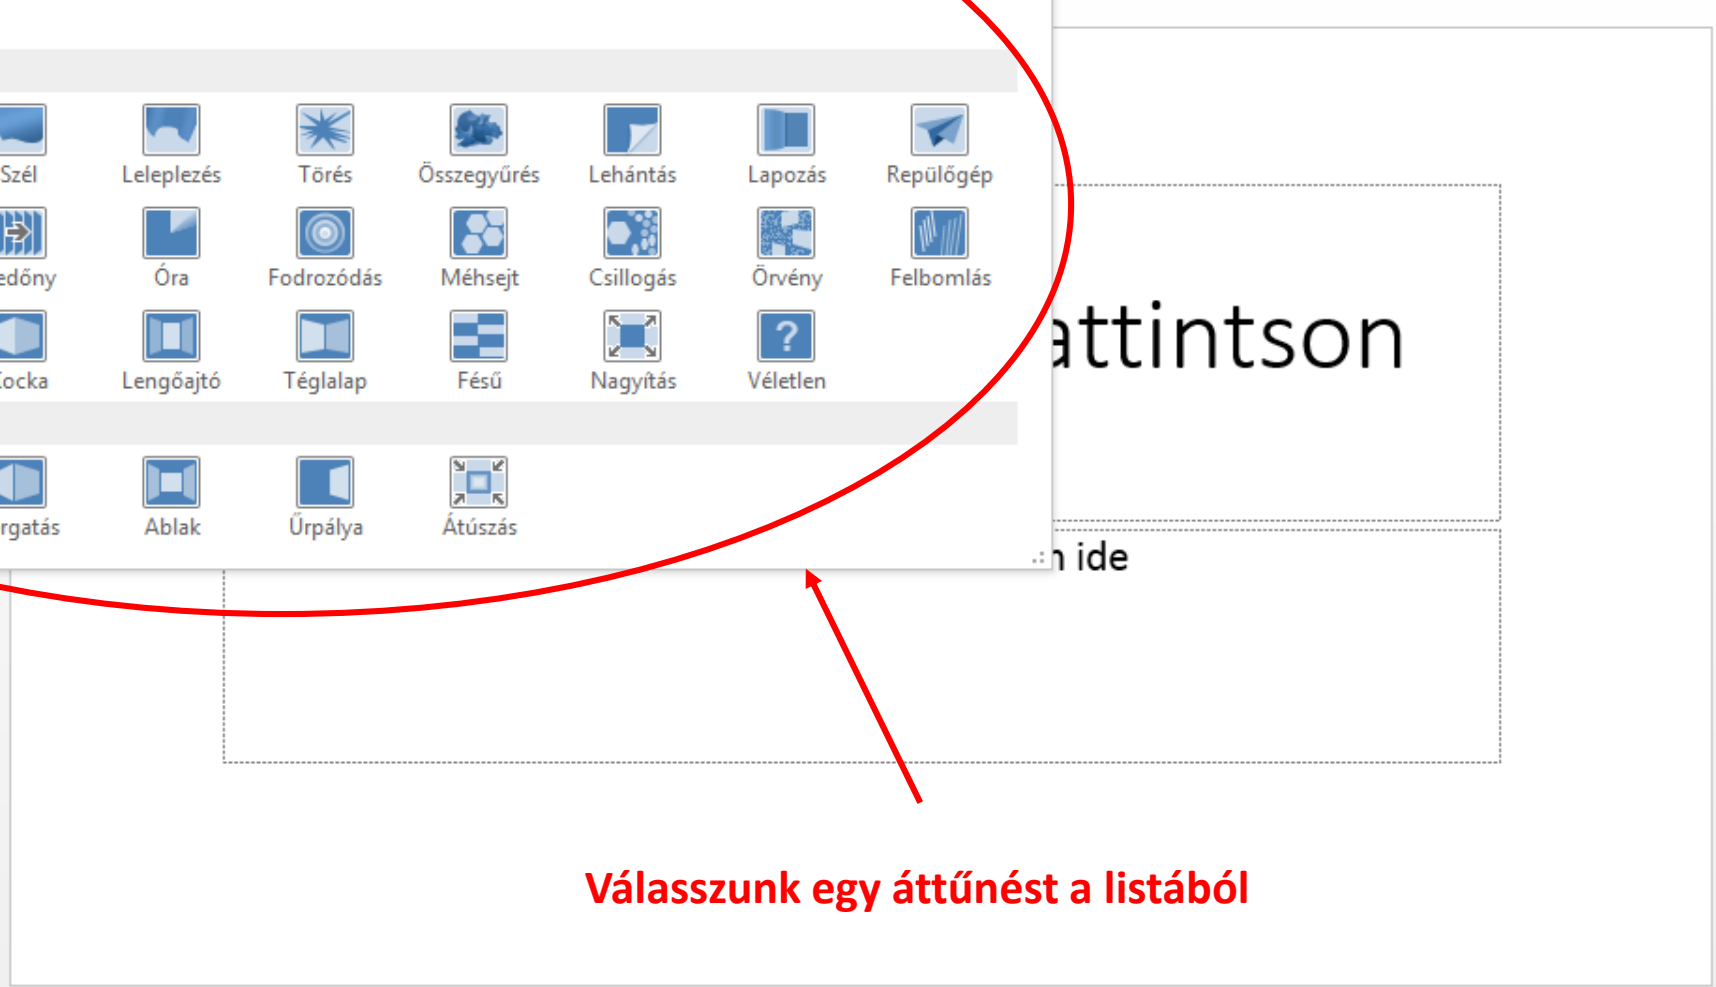 Szél Leleplezés Törés Összegyűrés Lehántás Lapozás Repülőgép
edőny Óra Fodrozódás Méhsejt Csillogás Örvény Felbomlás
ocka Lengőajtó Téglalap Fésű Nagyítás Véletlen
attintson
rgatás Ablak Űrpálya Átúszás
n ide
Válasszunk egy áttűnést a listából